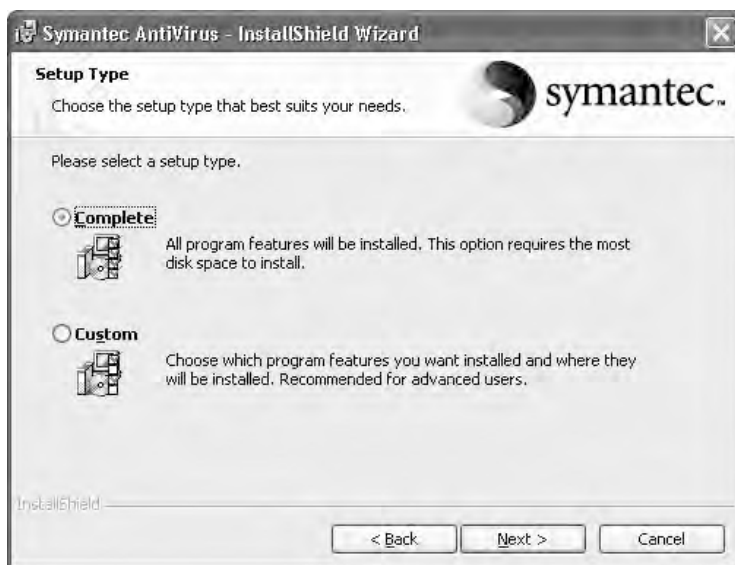 Symantec AntiVirus - InstallShield Wizard
Setup Type
Choose the setup type that best suits your needs.
symantec.
Please select a setup type.
Complete
All program features will be installed. This option requires the most
disk space to install.
Custom
Choose which program features you want installed and where they
will be installed. Recommended for advanced users.
InstallShield
< Back
Next >
Cancel